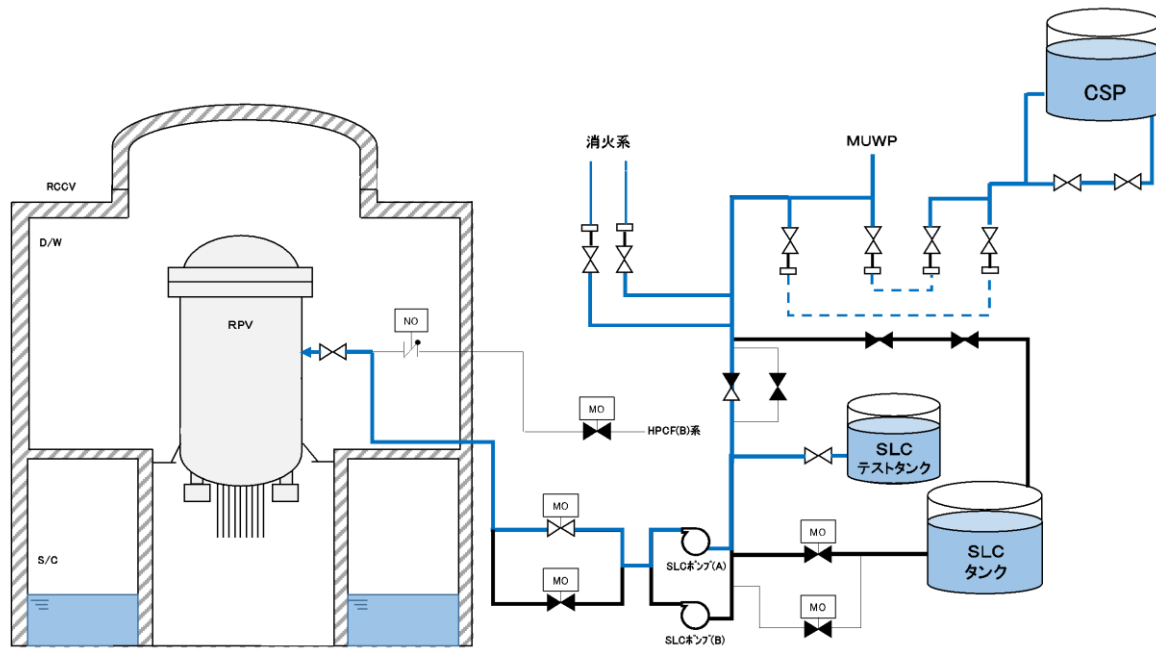 CSP
消火系
MUWP
RCCV
D/W
RPV
NO
MO
HPCF(B)系
SLC
テストタンク
MO
MO
SLC
タンク
S/C
SLCﾎﾟﾝﾌﾟ(A)
MO
MO
SLCﾎﾟﾝﾌﾟ(B)